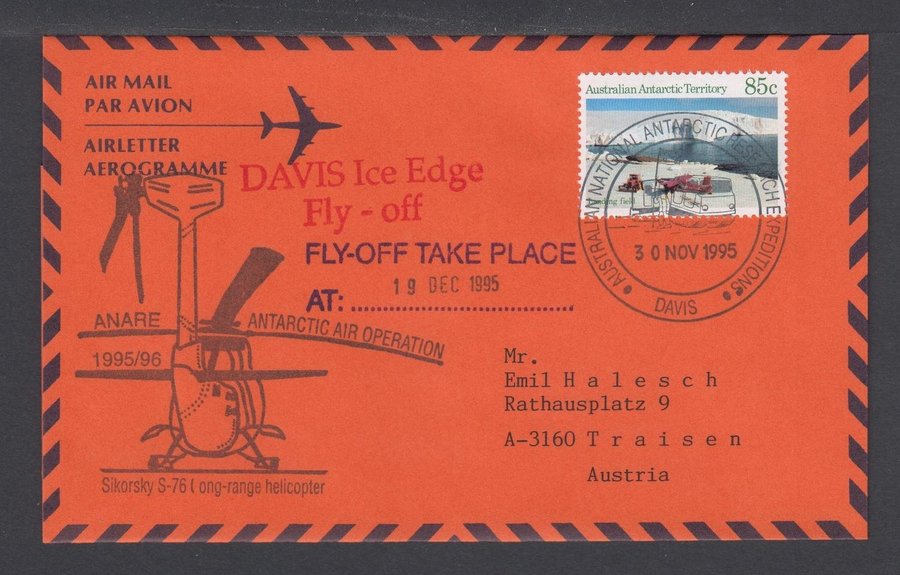 AIR MAIL
PAR AVION
AIRLETTER
AEROGRAMME
Australian Antarctic Territory 85c
Landing field
AUSTRALIAN NATIONAL ANTARCTIC RESEARCH EXPEDITIONS
30 NOV 1995
DAVIS
DAVIS Ice Edge
Fly - off
FLY-OFF TAKE PLACE
19 DEC 1995
AT:
ANARE ANTARCTIC AIR OPERATION
1995/96
Sikorsky S-76 ong-range helicopter
Mr.
Emil Halesch
Rathausplatz 9
A-3160 Traisen
Austria